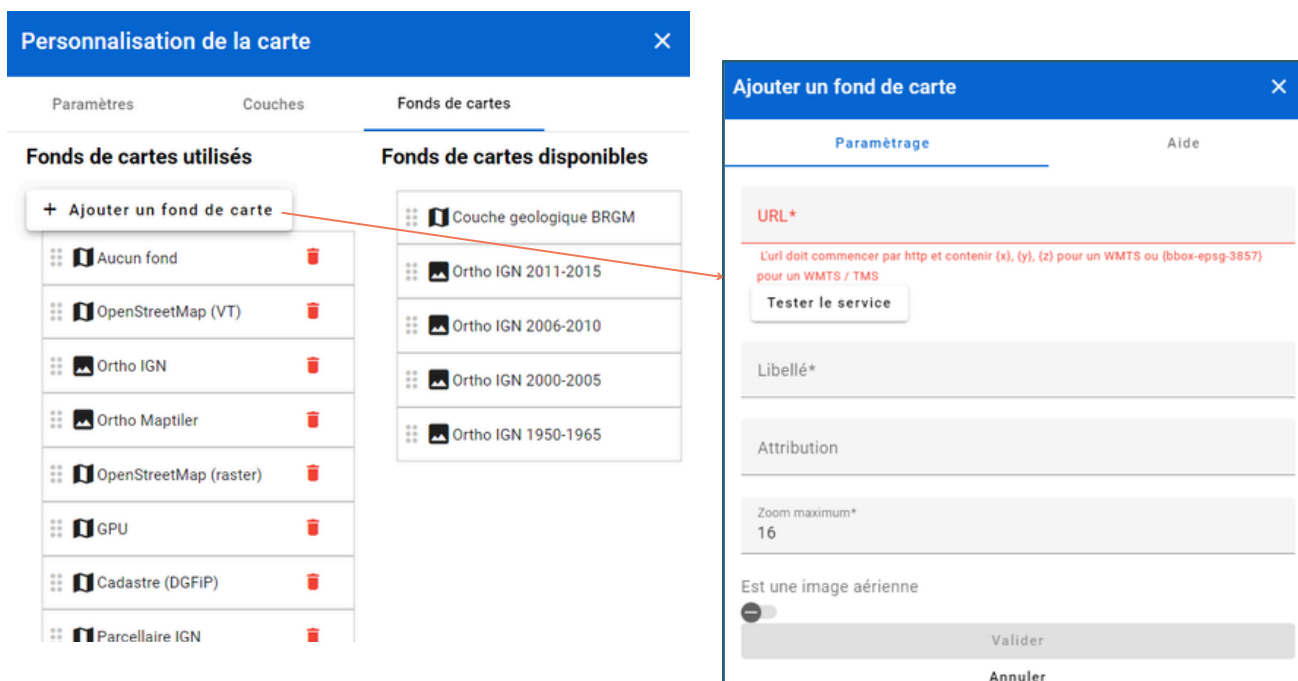 Personnalisation de la carte
Paramètres Couches Fonds de cartes
Fonds de cartes utilisés
+ Ajouter un fond de carte
Aucun fond
OpenStreetMap (VT)
Ortho IGN
Ortho Maptiler
OpenStreetMap (raster)
GPU
Cadastre (DGFiP)
Parcellaire IGN
Fonds de cartes disponibles
Couche geologique BRGM
Ortho IGN 2011-2015
Ortho IGN 2006-2010
Ortho IGN 2000-2005
Ortho IGN 1950-1965
Ajouter un fond de carte
Paramètrage Aide
URL*
L'url doit commencer par http et contenir {x}, {y}, {z} pour un WMTS ou {bbox-epsg-3857}
pour un WMTS / TMS
Tester le service
Libellé*
Attribution
Zoom maximum*
16
Est une image aérienne
Valider
Annuler